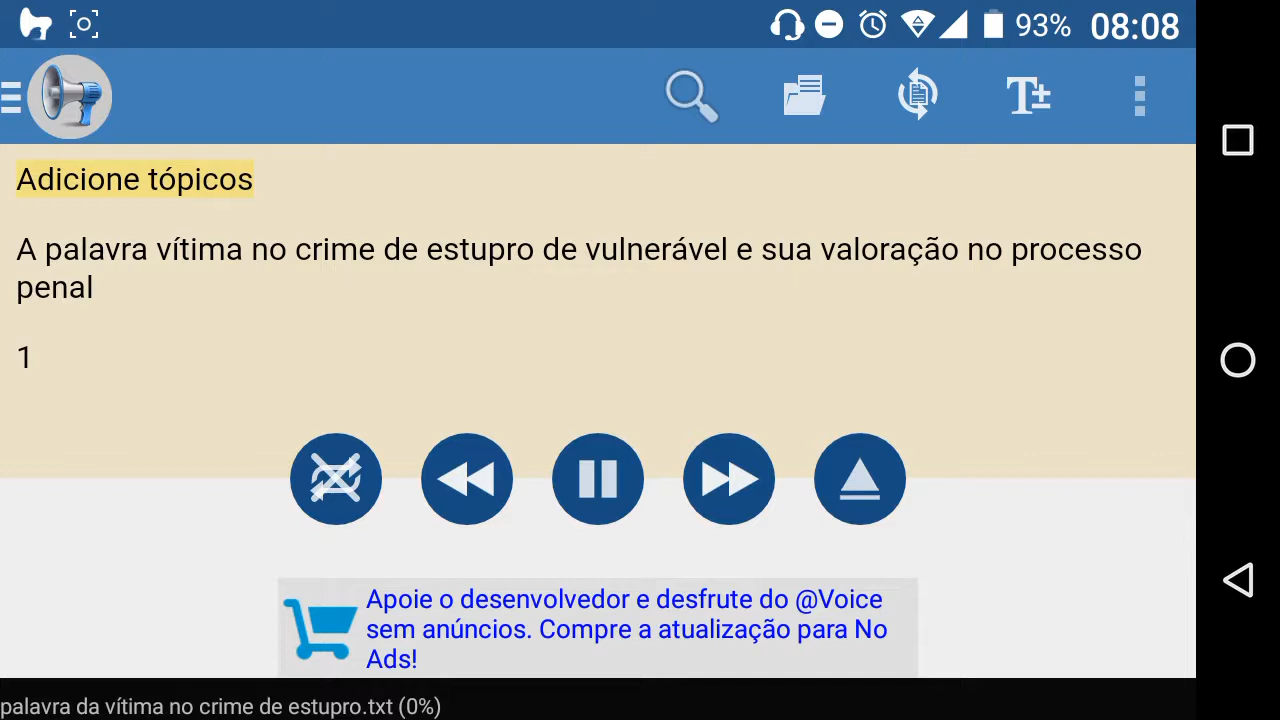 93% 08:08
T±
Adicione tópicos
A palavra vítima no crime de estupro de vulnerável e sua valoração no processo
penal
1
Apoie o desenvolvedor e desfrute do @Voice
sem anúncios. Compre a atualização para No
Ads!
palavra da vítima no crime de estupro.txt (0%)